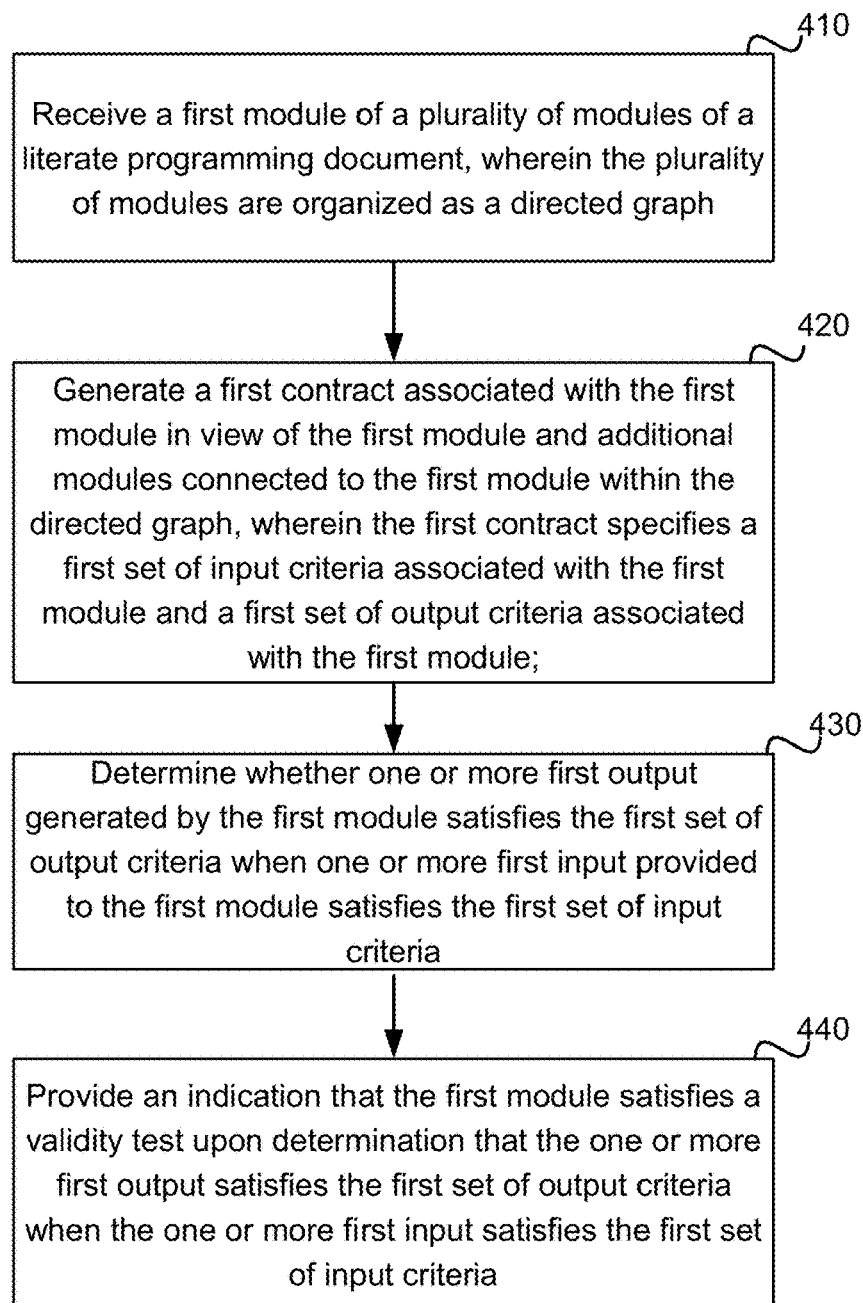 410
Receive a first module of a plurality of modules of a
literate programming document, wherein the plurality
of modules are organized as a directed graph
420
Generate a first contract associated with the first
module in view of the first module and additional
modules connected to the first module within the
directed graph, wherein the first contract specifies a
first set of input criteria associated with the first
module and a first set of output criteria associated
with the first module;
430
Determine whether one or more first output
generated by the first module satisfies the first set of
output criteria when one or more first input provided
to the first module satisfies the first set of input
criteria
440
Provide an indication that the first module satisfies a
validity test upon determination that the one or more
first output satisfies the first set of output criteria
when the one or more first input satisfies the first set
of input criteria